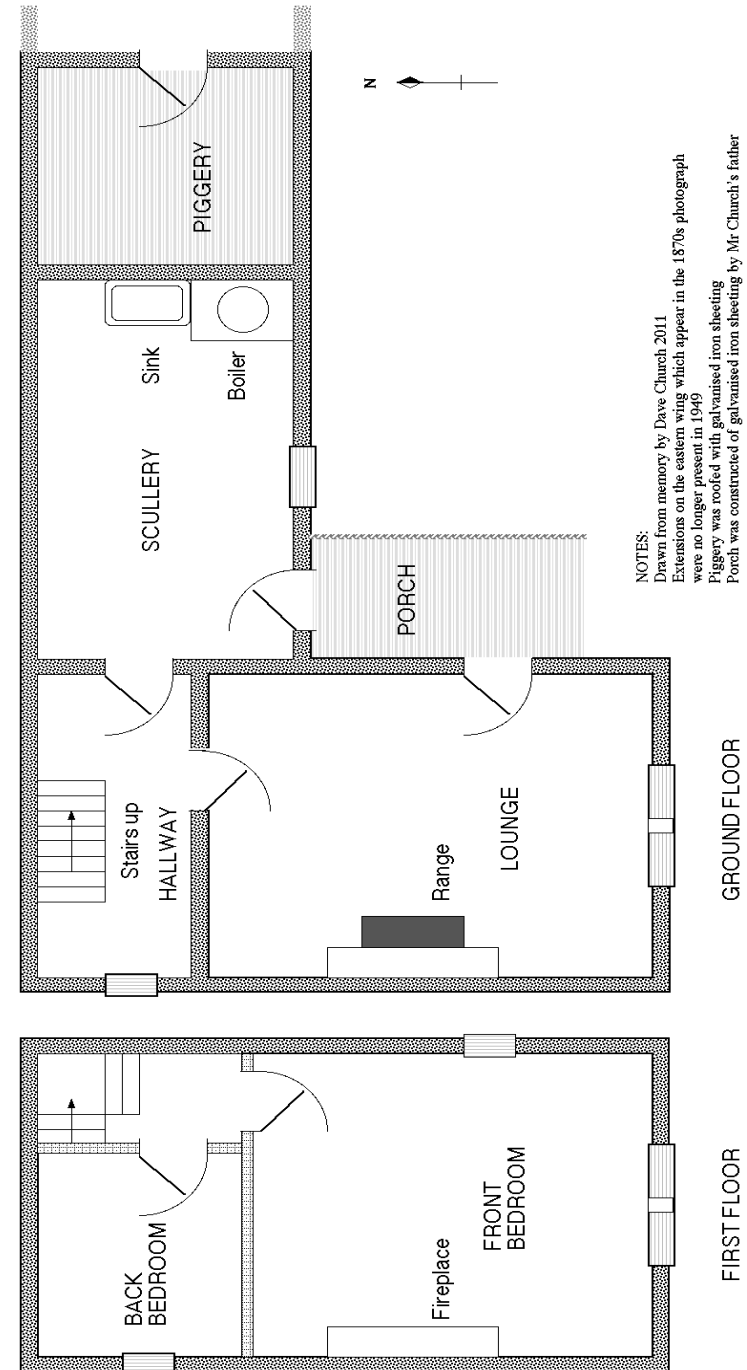 BACK
BEDROOM
Fireplace
FRONT
BEDROOM
FIRST FLOOR
Stairs up
HALLWAY
Range
LOUNGE
GROUND FLOOR
SCULLERY
Sink
Boiler
PORCH
PIGGERY
N
NOTES:
Drawn from memory by Dave Church 2011
Extensions on the eastern wing which appear in the 1870s photograph
were no longer present in 1949
Piggery was roofed with galvanised iron sheeting
Porch was constructed of galvanised iron sheeting by Mr Church's father